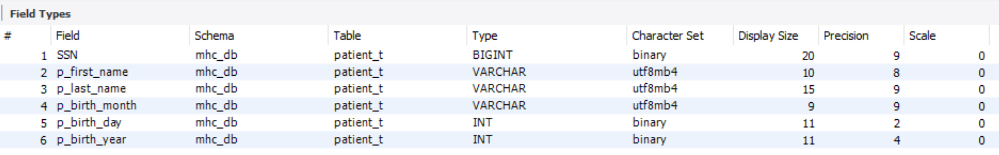 Field Types
# Field Schema Table Type Character Set Display Size Precision Scale
1 SSN mhc_db patient_t BIGINT binary 20 9 0
2 p_first_name mhc_db patient_t VARCHAR utf8mb4 10 8 0
3 p_last_name mhc_db patient_t VARCHAR utf8mb4 15 9 0
4 p_birth_month mhc_db patient_t VARCHAR utf8mb4 9 9 0
5 p_birth_day mhc_db patient_t INT binary 11 2 0
6 p_birth_year mhc_db patient_t INT binary 11 4 0